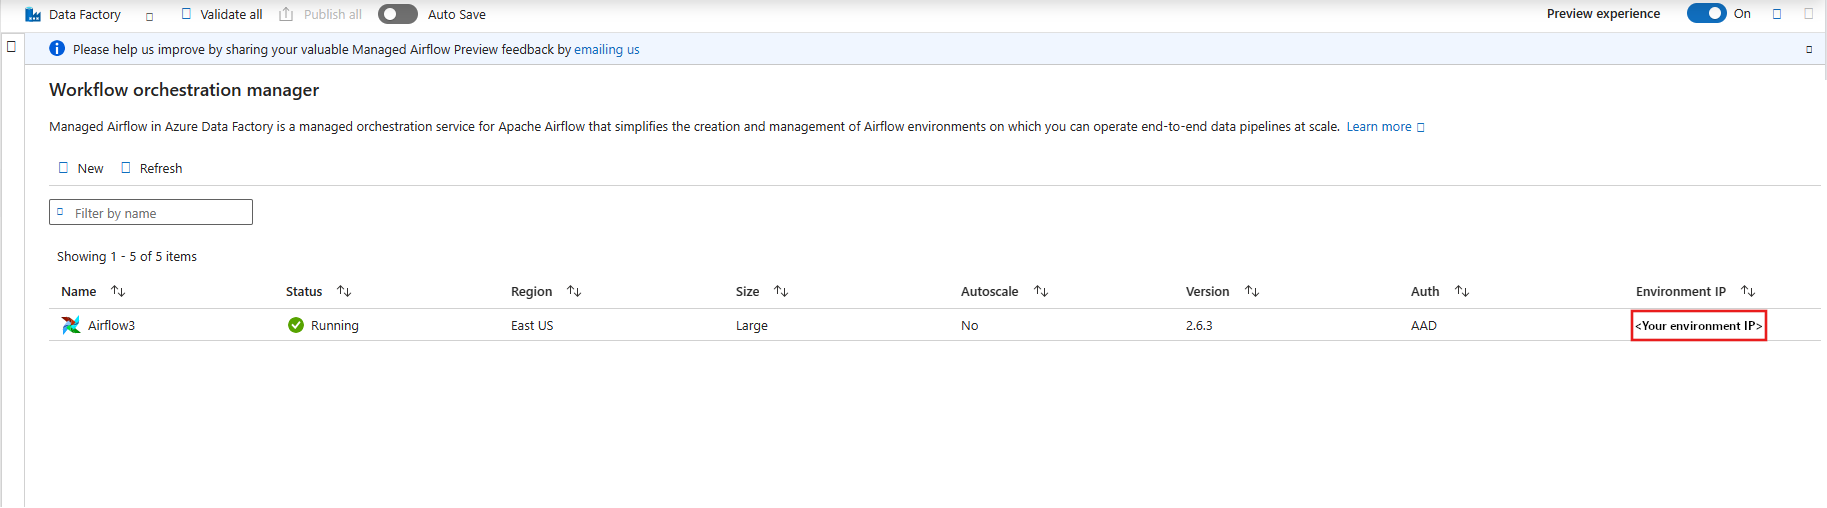 Data Factory Validate all Publish all Auto Save Preview experience On
Please help us improve by sharing your valuable Managed Airflow Preview feedback by emailing us
Workflow orchestration manager
Managed Airflow in Azure Data Factory is a managed orchestration service for Apache Airflow that simplifies the creation and management of Airflow environments on which you can operate end-to-end data pipelines at scale. Learn more
New Refresh
Filter by name
Showing 1 - 5 of 5 items
Name Status Region Size Autoscale Version Auth Environment IP
Airflow3 Running East US Large No 2.6.3 AAD <Your environment IP>